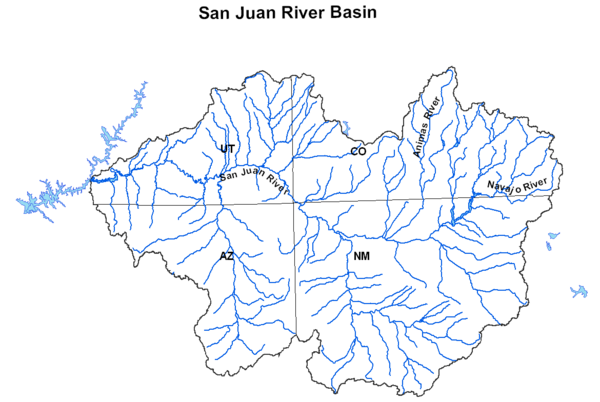 San Juan River Basin
Animas River
UT
CO
San Juan River
Navajo River
AZ
NM